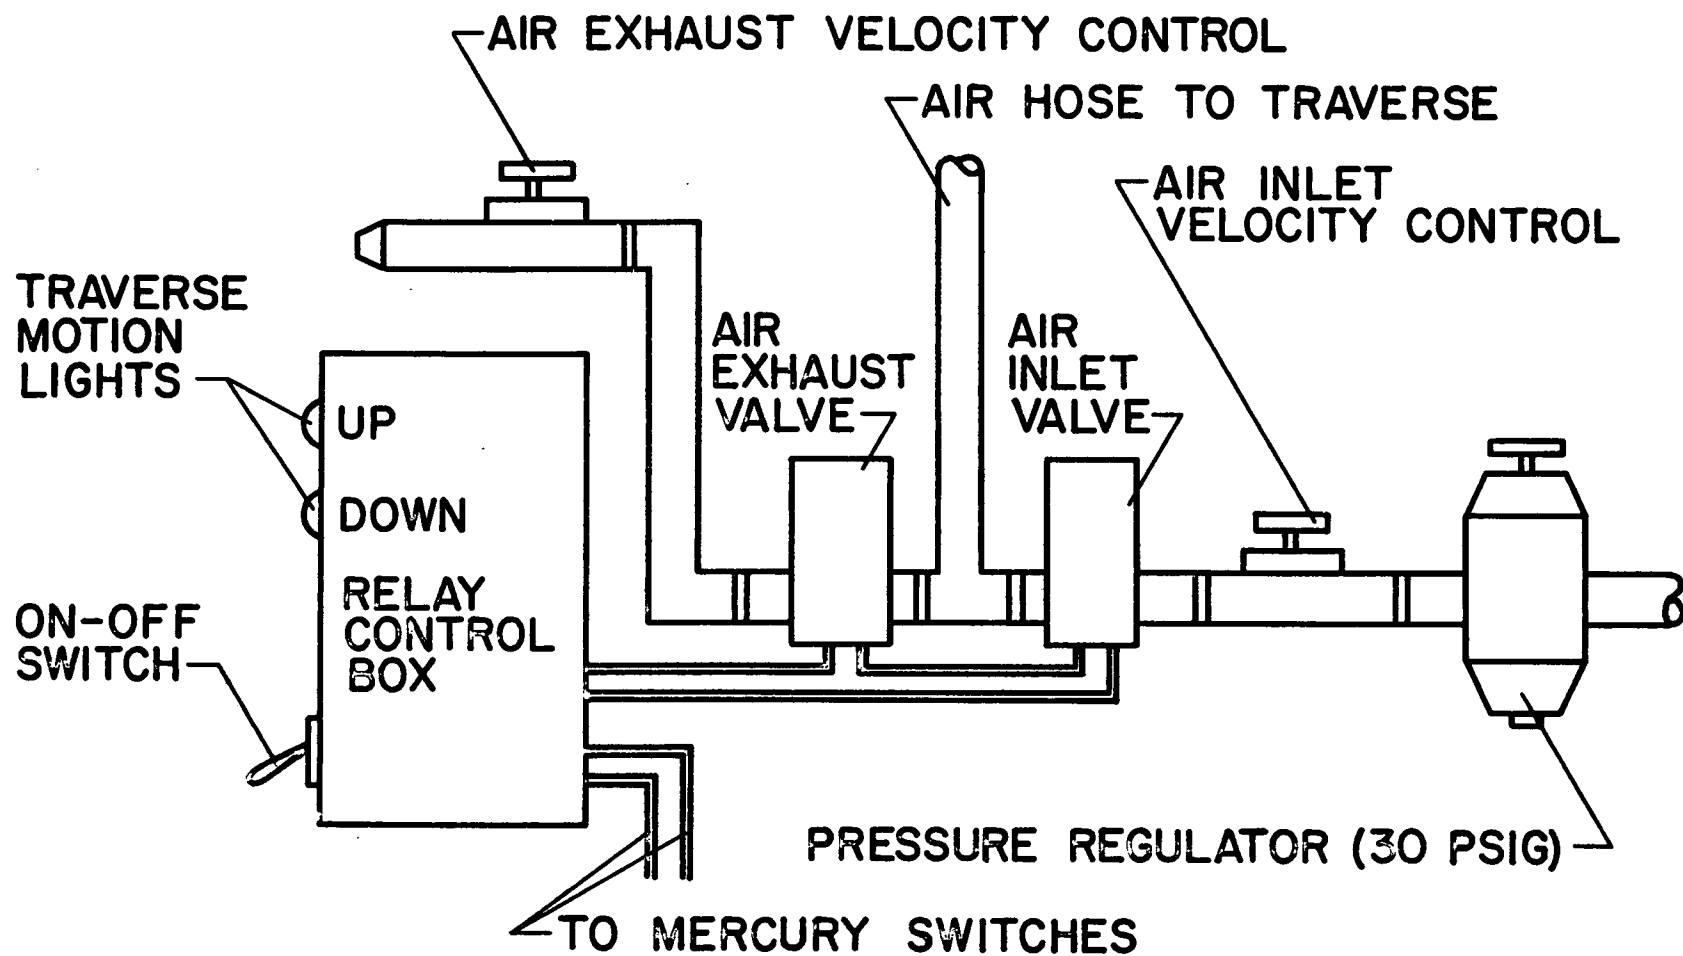 AIR EXHAUST VELOCITY CONTROL
AIR HOSE TO TRAVERSE
AIR INLET
VELOCITY CONTROL
TRAVERSE
MOTION
LIGHTS
AIR
EXHAUST
VALVE
AIR
INLET
VALVE
UP
DOWN
RELAY
CONTROL
BOX
ON-OFF
SWITCH
PRESSURE REGULATOR (30 PSIG)
TO MERCURY SWITCHES